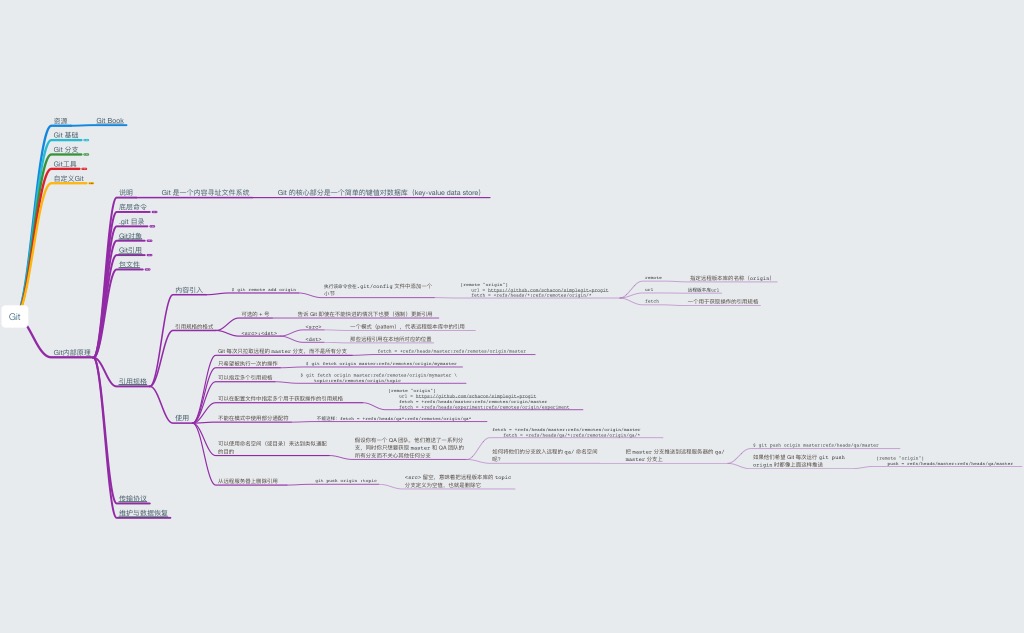 资源
Git Book
Git 基础
Git 分支
Git工具
自定义Git
Git
Git内部原理
说明
Git 是一个内容寻址文件系统
Git 的核心部分是一个简单的键值对数据库（key-value data store）
底层命令
.git 目录
Git对象
Git引用
包文件
引用规格
内容引入
$ git remote add origin
执行该命令会在.git/config 文件中添加一个
小节
[remote "origin"]
url = https://github.com/schacon/simplegit-progit
fetch = +refs/heads/*:refs/remotes/origin/*
remote
指定远程版本库的名称（origin）
url
远程版本库url
fetch
一个用于获取操作的引用规格
引用规格的格式
可选的 + 号
告诉 Git 即使在不能快进的情况下也要（强制）更新引用
<src>:<dst>
<src>
一个模式（pattern），代表远程版本库中的引用
<dst>
那些远程引用在本地所对应的位置
使用
Git 每次只拉取远程的 master 分支，而不是所有分支
fetch = +refs/heads/master:refs/remotes/origin/master
只希望被执行一次的操作
$ git fetch origin master:refs/remotes/origin/mymaster
可以指定多个引用规格
$ git fetch origin master:refs/remotes/origin/mymaster \
topic:refs/remotes/origin/topic
可以在配置文件中指定多个用于获取操作的引用规格
[remote "origin"]
url = https://github.com/schacon/simplegit-progit
fetch = +refs/heads/master:refs/remotes/origin/master
fetch = +refs/heads/experiment:refs/remotes/origin/experiment
不能在模式中使用部分通配符
不能这样：fetch = +refs/heads/qa*:refs/remotes/origin/qa*
可以使用命名空间（或目录）来达到类似通配
的目的
假设你有一个 QA 团队，他们推送了一系列分
支，同时你只想要获取 master 和 QA 团队的
所有分支而不关心其他任何分支
fetch = +refs/heads/master:refs/remotes/origin/master
fetch = +refs/heads/qa/*:refs/remotes/origin/qa/*
如何将他们的分支放入远程的 qa/ 命名空间
呢？
把 master 分支推送到远程服务器的 qa/
master 分支上
$ git push origin master:refs/heads/qa/master
如果他们希望 Git 每次运行 git push
origin 时都像上面这样推送
[remote "origin"]
push = refs/heads/master:refs/heads/qa/master
从远程服务器上删除引用
git push origin :topic
<src> 留空，意味着把远程版本库的 topic
分支定义为空值，也就是删除它
传输协议
维护与数据恢复